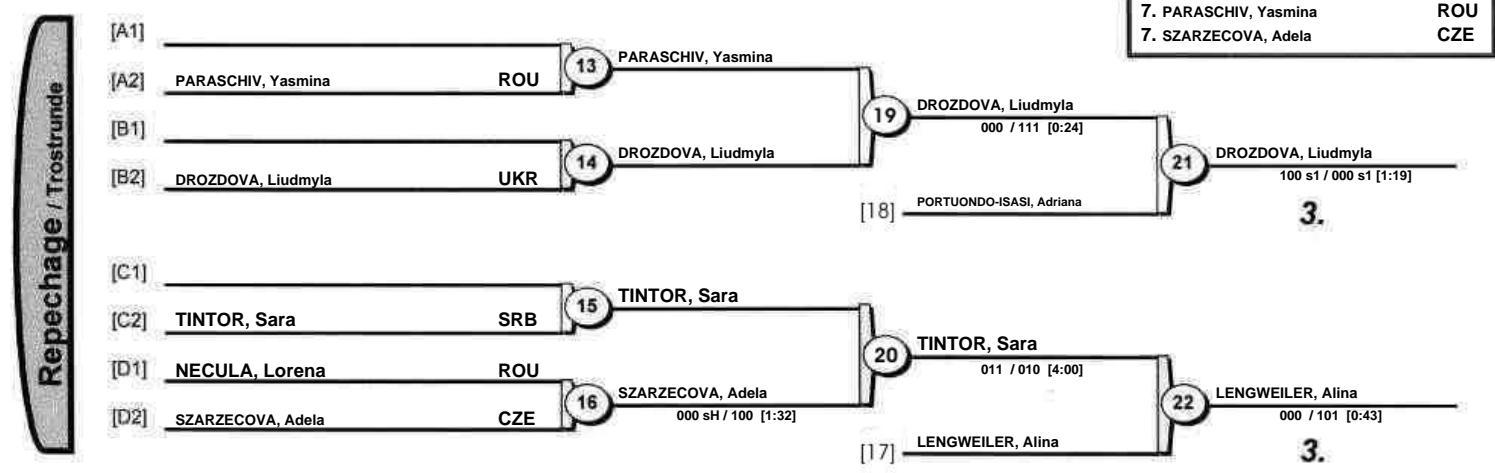 7. PARASCHIV, Yasmina ROU
7. SZARZECOVA, Adela CZE
Repechage / Trostrunde
[A1]
[A2] PARASCHIV, Yasmina ROU
13 PARASCHIV, Yasmina
[B1]
[B2] DROZDOVA, Liudmyla UKR
14 DROZDOVA, Liudmyla
19 DROZDOVA, Liudmyla
000 / 111 [0:24]
[18] PORTUONDO-ISASI, Adriana
21 DROZDOVA, Liudmyla
100 s1 / 000 s1 [1:19]
3.
[C1]
[C2] TINTOR, Sara SRB
15 TINTOR, Sara
[D1] NECULA, Lorena ROU
[D2] SZARZECOVA, Adela CZE
16 SZARZECOVA, Adela
000 sH / 100 [1:32]
20 TINTOR, Sara
011 / 010 [4:00]
[17] LENGWEILER, Alina
22 LENGWEILER, Alina
000 / 101 [0:43]
3.